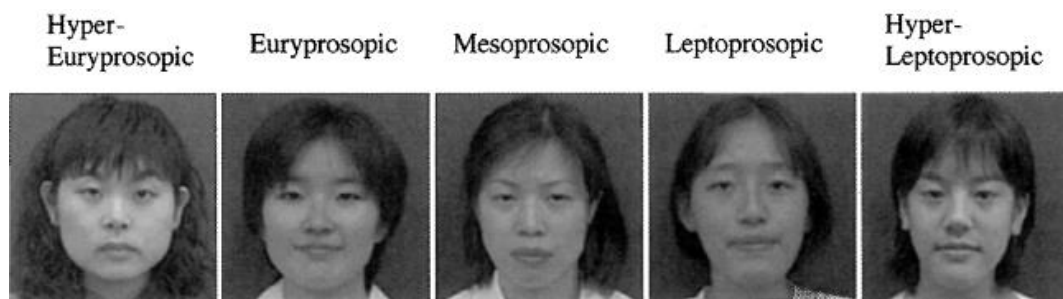 Hyper-
Euryprosopic
Euryprosopic
Mesoprosopic
Leptoprosopic
Hyper-
Leptoprosopic